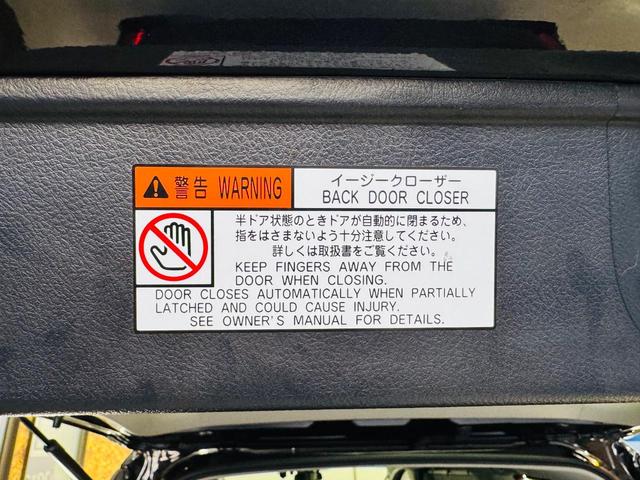 警告 WARNING
イージークローザー
BACK DOOR CLOSER
半ドア状態のときドアが自動的に閉まるため、
指をはさまないよう十分注意してください。
詳しくは取扱書をご覧ください。
KEEP FINGERS AWAY FROM THE
DOOR WHEN CLOSING.
DOOR CLOSES AUTOMATICALLY WHEN PARTIALLY
LATCHED AND COULD CAUSE INJURY.
SEE OWNER'S MANUAL FOR DETAILS.